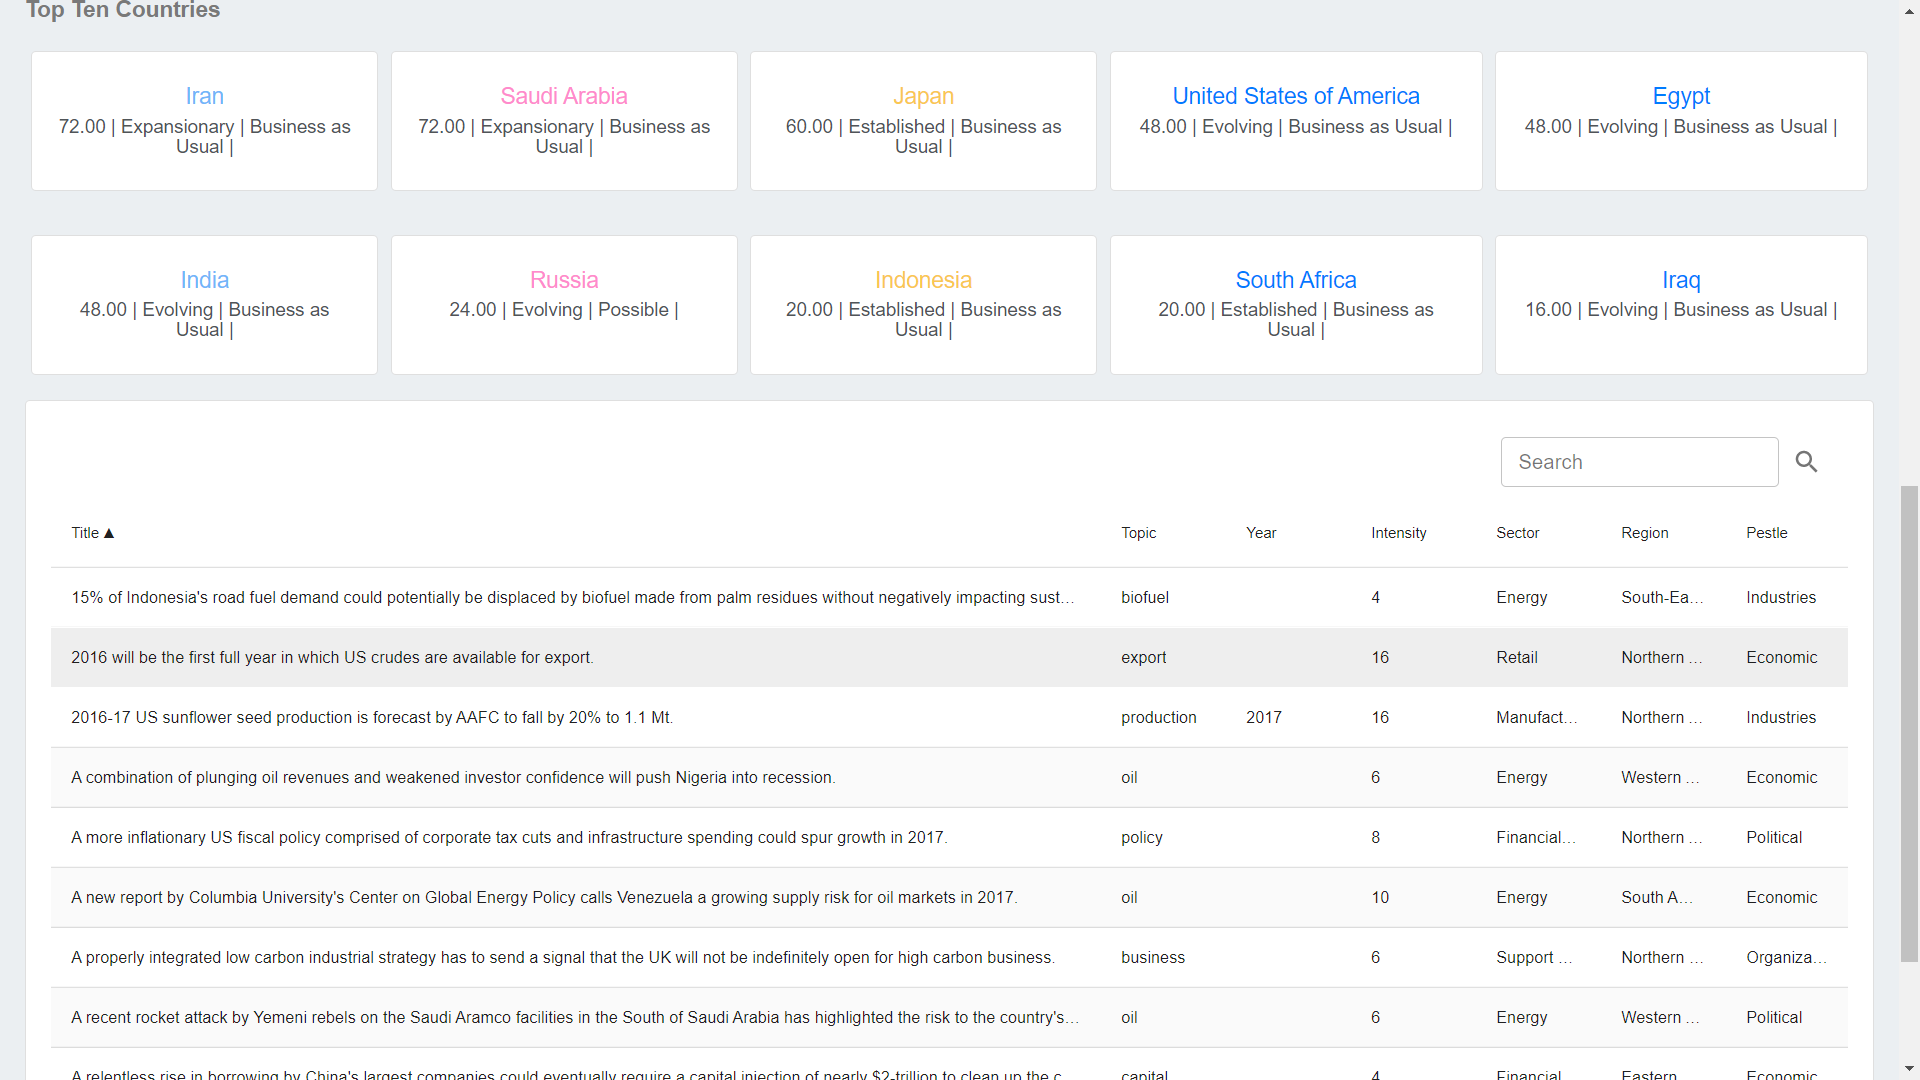 Top Ten Countries
Iran
72.00 | Expansionary | Business as
Usual |
Saudi Arabia
72.00 | Expansionary | Business as
Usual |
Japan
60.00 | Established | Business as
Usual |
United States of America
48.00 | Evolving | Business as Usual |
Egypt
48.00 | Evolving | Business as Usual |
India
48.00 | Evolving | Business as
Usual |
Russia
24.00 | Evolving | Possible |
Indonesia
20.00 | Established | Business as
Usual |
South Africa
20.00 | Established | Business as
Usual |
Iraq
16.00 | Evolving | Business as Usual |
Search
Title ▲ Topic Year Intensity Sector Region Pestle
15% of Indonesia's road fuel demand could potentially be displaced by biofuel made from palm residues without negatively impacting sust... biofuel 4 Energy South-Ea... Industries
2016 will be the first full year in which US crudes are available for export. export 16 Retail Northern ... Economic
2016-17 US sunflower seed production is forecast by AAFC to fall by 20% to 1.1 Mt. production 2017 16 Manufact... Northern ... Industries
A combination of plunging oil revenues and weakened investor confidence will push Nigeria into recession. oil 6 Energy Western ... Economic
A more inflationary US fiscal policy comprised of corporate tax cuts and infrastructure spending could spur growth in 2017. policy 8 Financial... Northern ... Political
A new report by Columbia University's Center on Global Energy Policy calls Venezuela a growing supply risk for oil markets in 2017. oil 10 Energy South A... Economic
A properly integrated low carbon industrial strategy has to send a signal that the UK will not be indefinitely open for high carbon business. business 6 Support ... Northern ... Organiza...
A recent rocket attack by Yemeni rebels on the Saudi Aramco facilities in the South of Saudi Arabia has highlighted the risk to the country's... oil 6 Energy Western ... Political
A relentless rise in borrowing by China's largest companies could eventually require a capital injection of nearly $2-trillion to clean up the c... capital 4 Financial... Eastern ... Economic